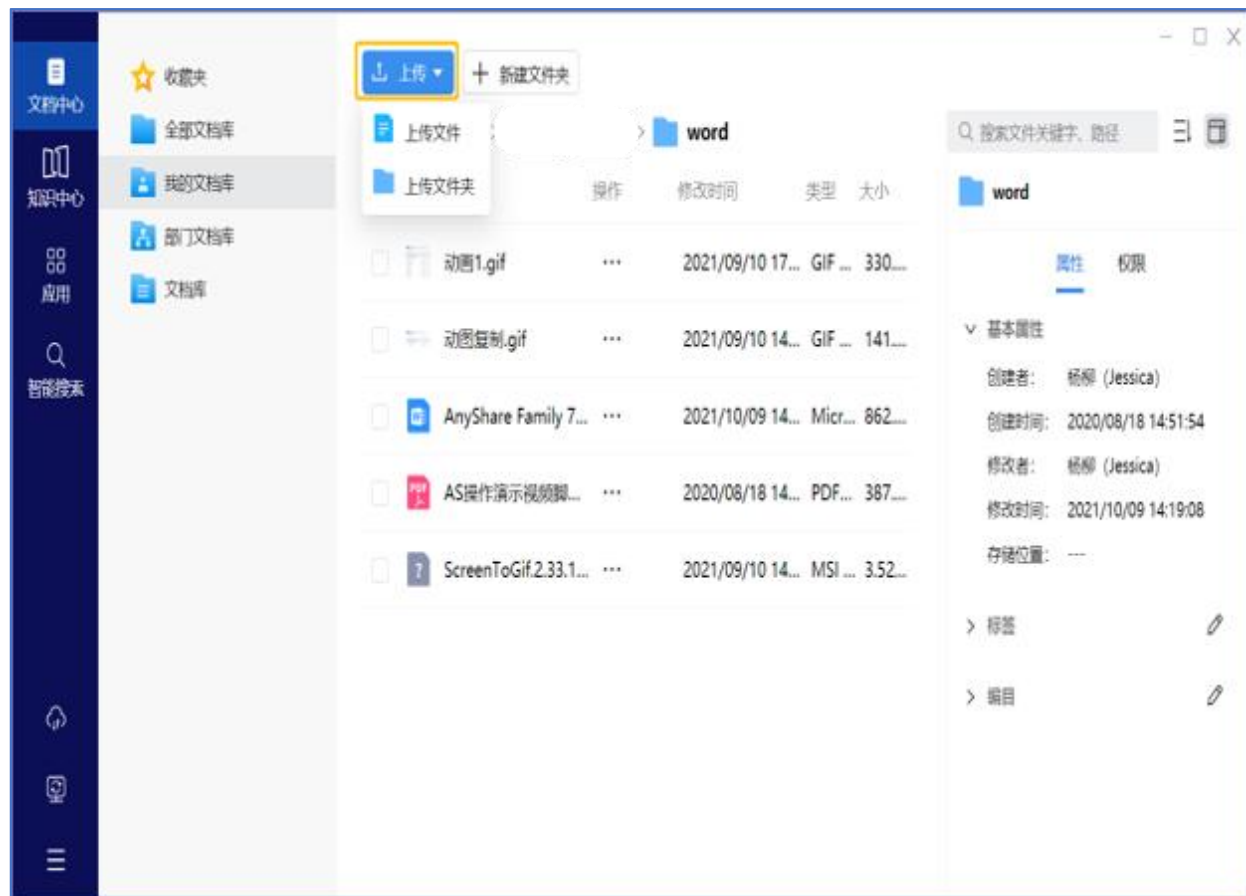 文档中心
知识中心
应用
智能搜索
收藏夹
全部文档库
我的文档库
部门文档库
文档库
上传
新建文件夹
上传文件
上传文件夹
word
搜索文件关键字、路径
操作 修改时间 类型 大小
动画1.gif ··· 2021/09/10 17... GIF ... 330....
动图复制.gif ··· 2021/09/10 14... GIF ... 141....
AnyShare Family 7... ··· 2021/10/09 14... Micr... 862....
AS操作演示视频脚... ··· 2020/08/18 14... PDF... 387....
ScreenToGif.2.33.1... ··· 2021/09/10 14... MSI ... 3.52...
word
属性 权限
基本属性
创建者: 杨柳 (Jessica)
创建时间: 2020/08/18 14:51:54
修改者: 杨柳 (Jessica)
修改时间: 2021/10/09 14:19:08
存储位置: ---
标签
编目